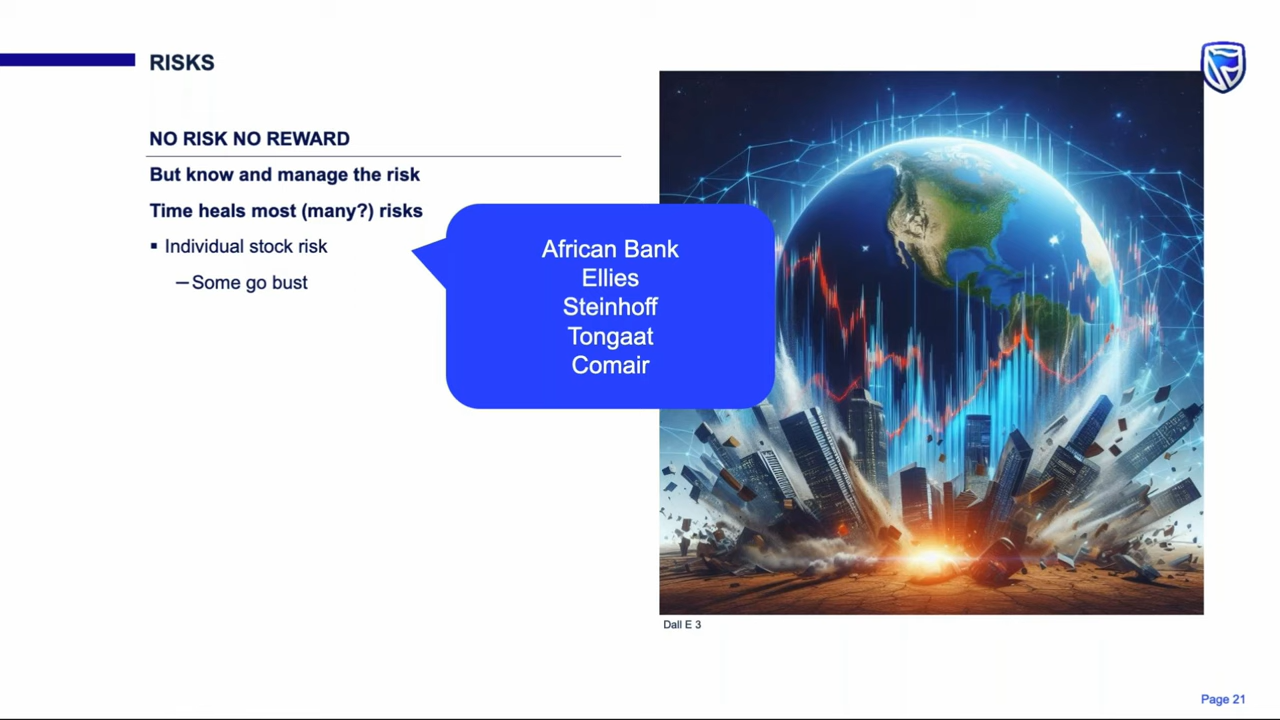 RISKS
NO RISK NO REWARD
But know and manage the risk
Time heals most (many?) risks
▪ Individual stock risk
– Some go bust
African Bank
Ellies
Steinhoff
Tongaat
Comair
Dall E 3
Page 21